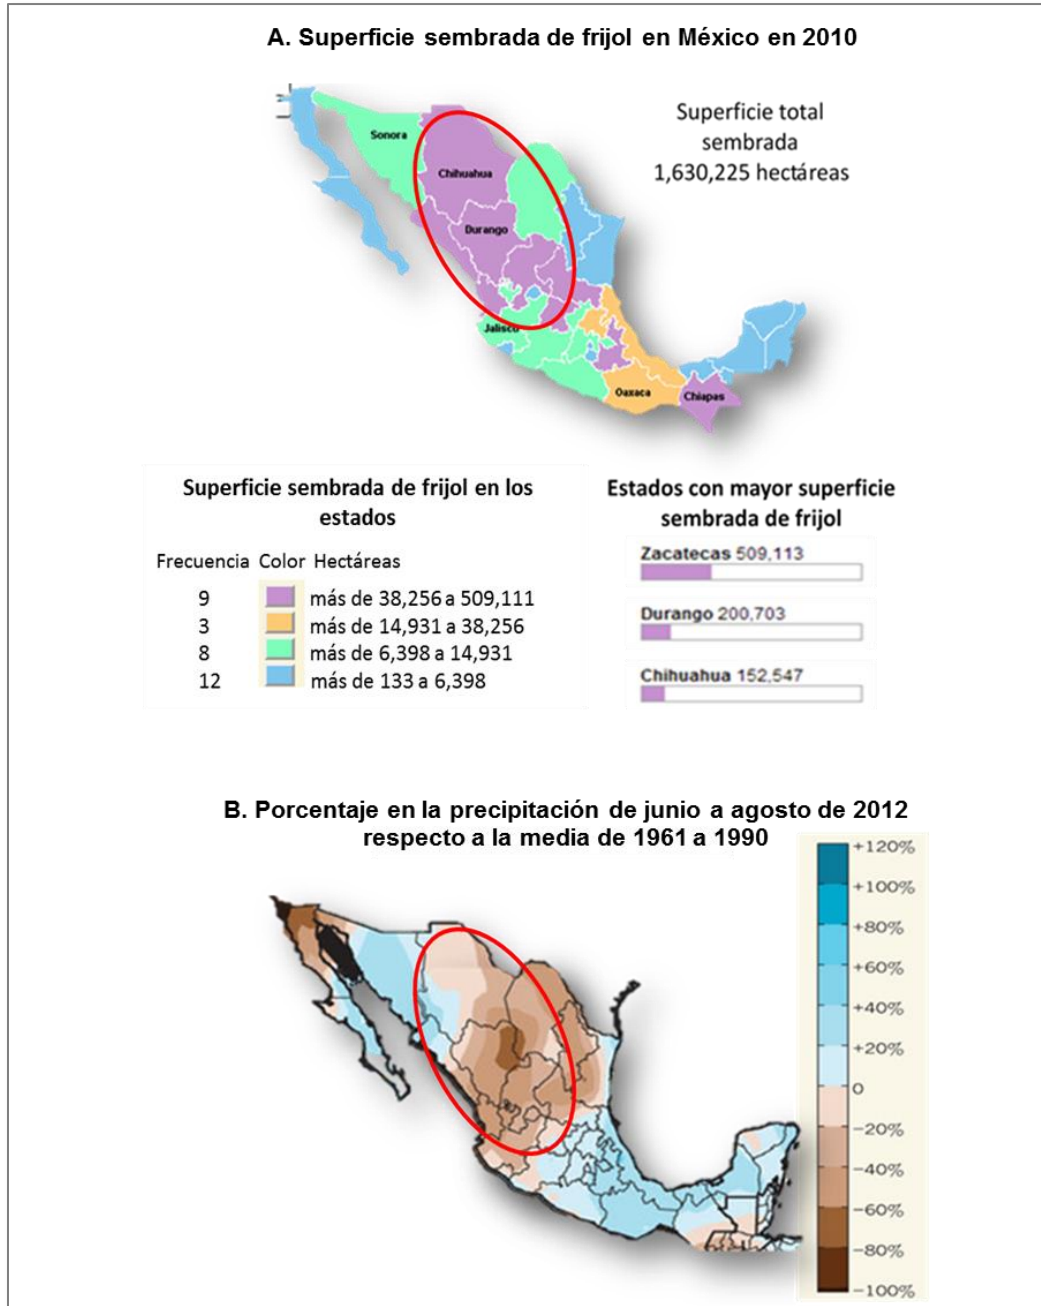 A. Superficie sembrada de frijol en México en 2010
Superficie total
sembrada
1,630,225 hectáreas
Sonora
Chihuahua
Durango
Jalisco
Oaxaca
Chiapas
Superficie sembrada de frijol en los
estados
Frecuencia Color Hectáreas
9 más de 38,256 a 509,111
3 más de 14,931 a 38,256
8 más de 6,398 a 14,931
12 más de 133 a 6,398
Estados con mayor superficie
sembrada de frijol
Zacatecas 509,113
Durango 200,703
Chihuahua 152,547
B. Porcentaje en la precipitación de junio a agosto de 2012
respecto a la media de 1961 a 1990
+120%
+100%
+80%
+60%
+40%
+20%
0
-20%
-40%
-60%
-80%
-100%